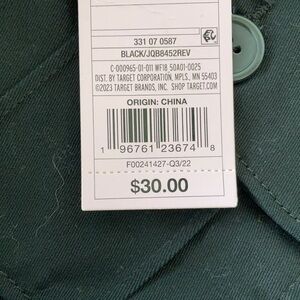 331 07 0587
BLACK/JQB8452REV
C-000965-01-011 WF18 50A01-0025
DIST. BY TARGET CORPORATION, MPLS., MN 55403
©2023 TARGET BRANDS, INC. SHOP TARGET.COM
ORIGIN: CHINA
1 96761 23674 8
F00241427-Q3/22
$30.00